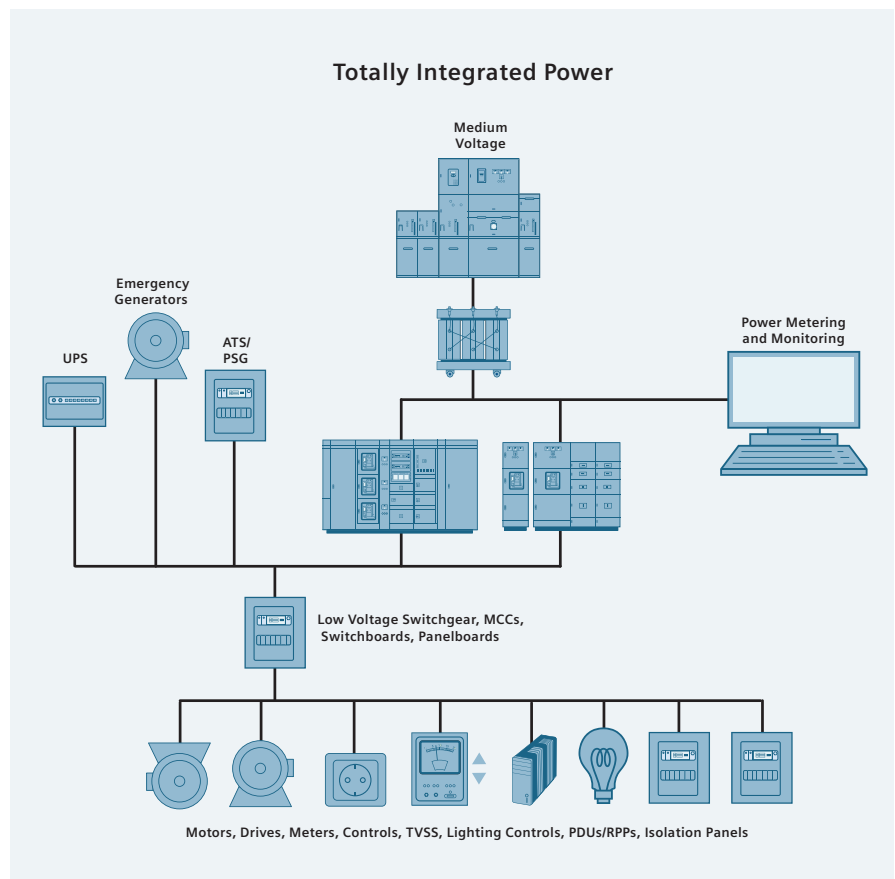 Totally Integrated Power
Medium
Voltage
Emergency
Generators
UPS
ATS/
PSG
Power Metering
and Monitoring
Low Voltage Switchgear, MCCs,
Switchboards, Panelboards
Motors, Drives, Meters, Controls, TVSS, Lighting Controls, PDUs/RPPs, Isolation Panels